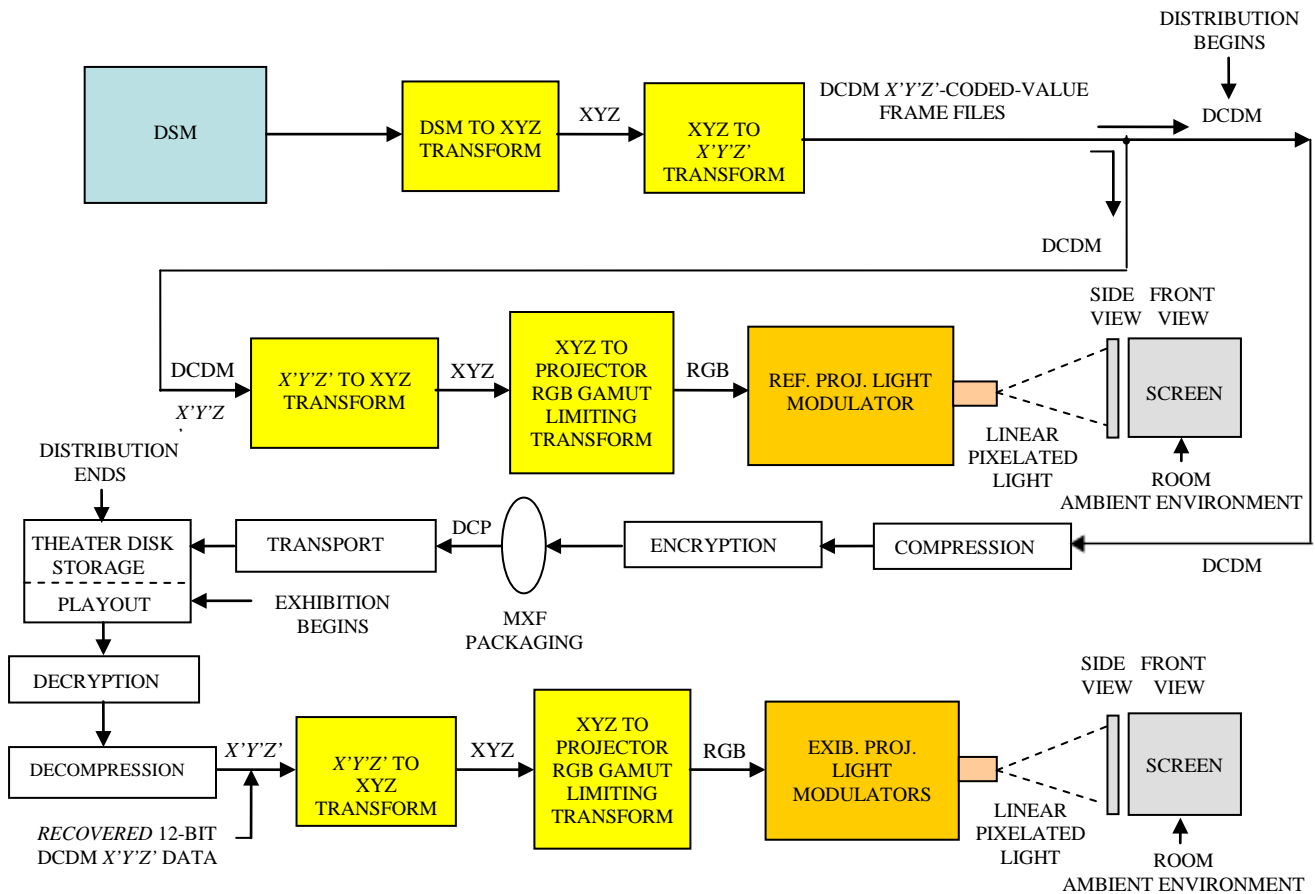 DISTRIBUTION
BEGINS
DSM
DSM TO XYZ
TRANSFORM
XYZ
XYZ TO
X'Y'Z'
TRANSFORM
DCDM X'Y'Z'-CODED-VALUE
FRAME FILES
DCDM
DCDM
DCDM
X'Y'Z
'
X'Y'Z' TO XYZ
TRANSFORM
XYZ
XYZ TO
PROJECTOR
RGB GAMUT
LIMITING
TRANSFORM
RGB
REF. PROJ. LIGHT
MODULATOR
LINEAR
PIXELATED
LIGHT
SIDE FRONT
VIEW VIEW
SCREEN
ROOM
AMBIENT ENVIRONMENT
DISTRIBUTION
ENDS
THEATER DISK
STORAGE
PLAYOUT
TRANSPORT
DCP
MXF
PACKAGING
ENCRYPTION
COMPRESSION
DCDM
EXHIBITION
BEGINS
DECRYPTION
DECOMPRESSION
X'Y'Z'
RECOVERED 12-BIT
DCDM X'Y'Z' DATA
X'Y'Z' TO
XYZ
TRANSFORM
XYZ
XYZ TO
PROJECTOR
RGB GAMUT
LIMITING
TRANSFORM
RGB
EXIB. PROJ.
LIGHT
MODULATORS
LINEAR
PIXELATED
LIGHT
SIDE FRONT
VIEW VIEW
SCREEN
ROOM
AMBIENT ENVIRONMENT